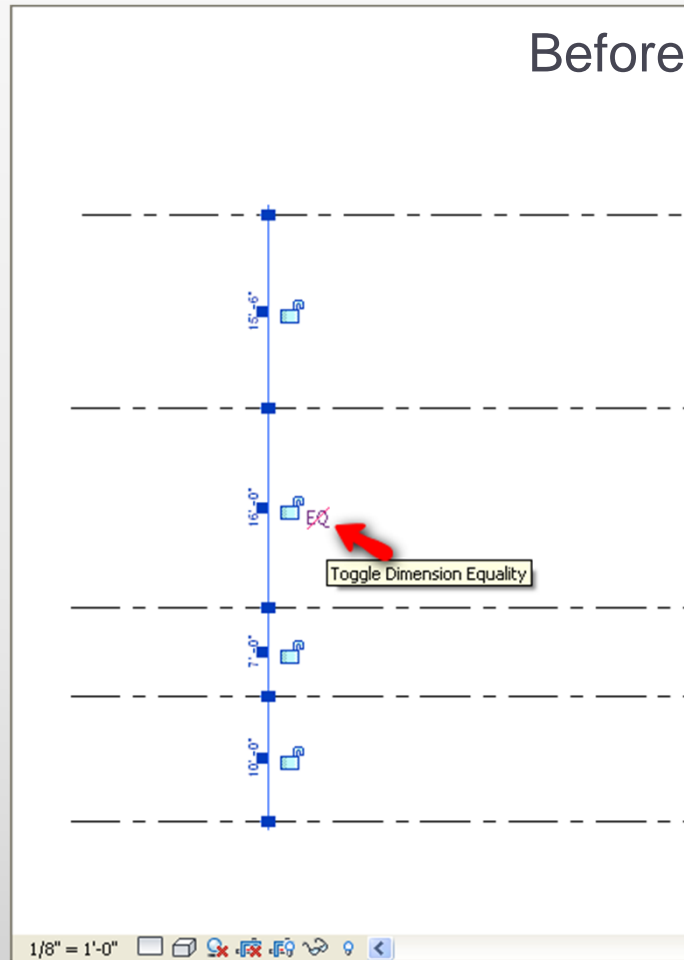 Before
15'-6"
16'-0"
EQ
Toggle Dimension Equality
7'-0"
10'-0"
1/8" = 1'-0"